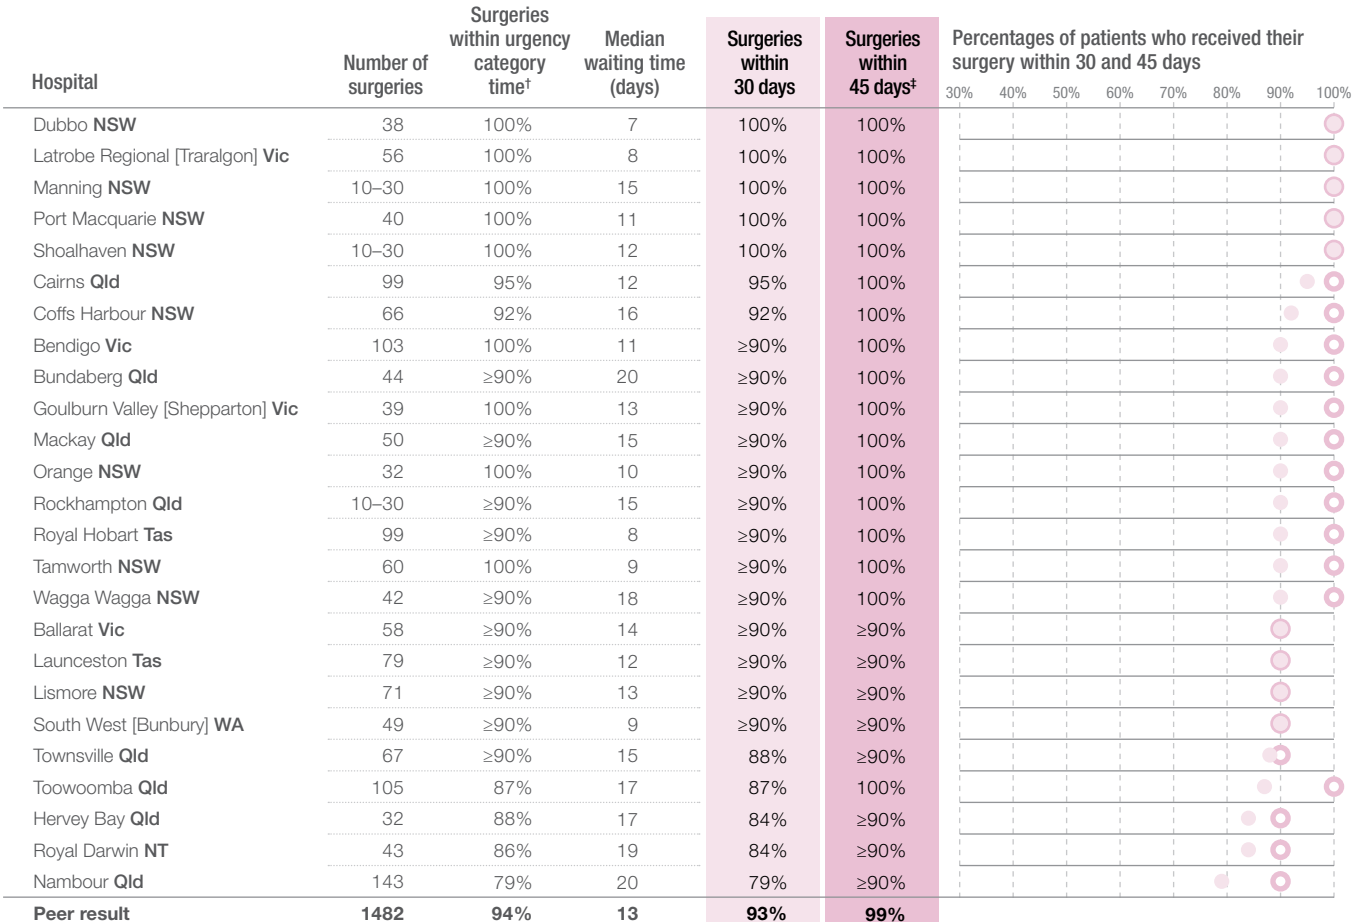 Hospital
Number of
surgeries
Surgeries
within urgency
category
time†
Median
waiting time
(days)
Surgeries
within
30 days
Surgeries
within
45 days‡
Percentages of patients who received their
surgery within 30 and 45 days
30% 40% 50% 60% 70% 80% 90% 100%
Dubbo NSW 38 100% 7 100% 100%
Latrobe Regional [Traralgon] Vic 56 100% 8 100% 100%
Manning NSW 10–30 100% 15 100% 100%
Port Macquarie NSW 40 100% 11 100% 100%
Shoalhaven NSW 10–30 100% 12 100% 100%
Cairns Qld 99 95% 12 95% 100%
Coffs Harbour NSW 66 92% 16 92% 100%
Bendigo Vic 103 100% 11 ≥90% 100%
Bundaberg Qld 44 ≥90% 20 ≥90% 100%
Goulburn Valley [Shepparton] Vic 39 100% 13 ≥90% 100%
Mackay Qld 50 ≥90% 15 ≥90% 100%
Orange NSW 32 100% 10 ≥90% 100%
Rockhampton Qld 10–30 ≥90% 15 ≥90% 100%
Royal Hobart Tas 99 ≥90% 8 ≥90% 100%
Tamworth NSW 60 100% 9 ≥90% 100%
Wagga Wagga NSW 42 ≥90% 18 ≥90% 100%
Ballarat Vic 58 ≥90% 14 ≥90% ≥90%
Launceston Tas 79 ≥90% 12 ≥90% ≥90%
Lismore NSW 71 ≥90% 13 ≥90% ≥90%
South West [Bunbury] WA 49 ≥90% 9 ≥90% ≥90%
Townsville Qld 67 ≥90% 15 88% ≥90%
Toowoomba Qld 105 87% 17 87% 100%
Hervey Bay Qld 32 88% 17 84% ≥90%
Royal Darwin NT 43 86% 19 84% ≥90%
Nambour Qld 143 79% 20 79% ≥90%
Peer result 1482 94% 13 93% 99%